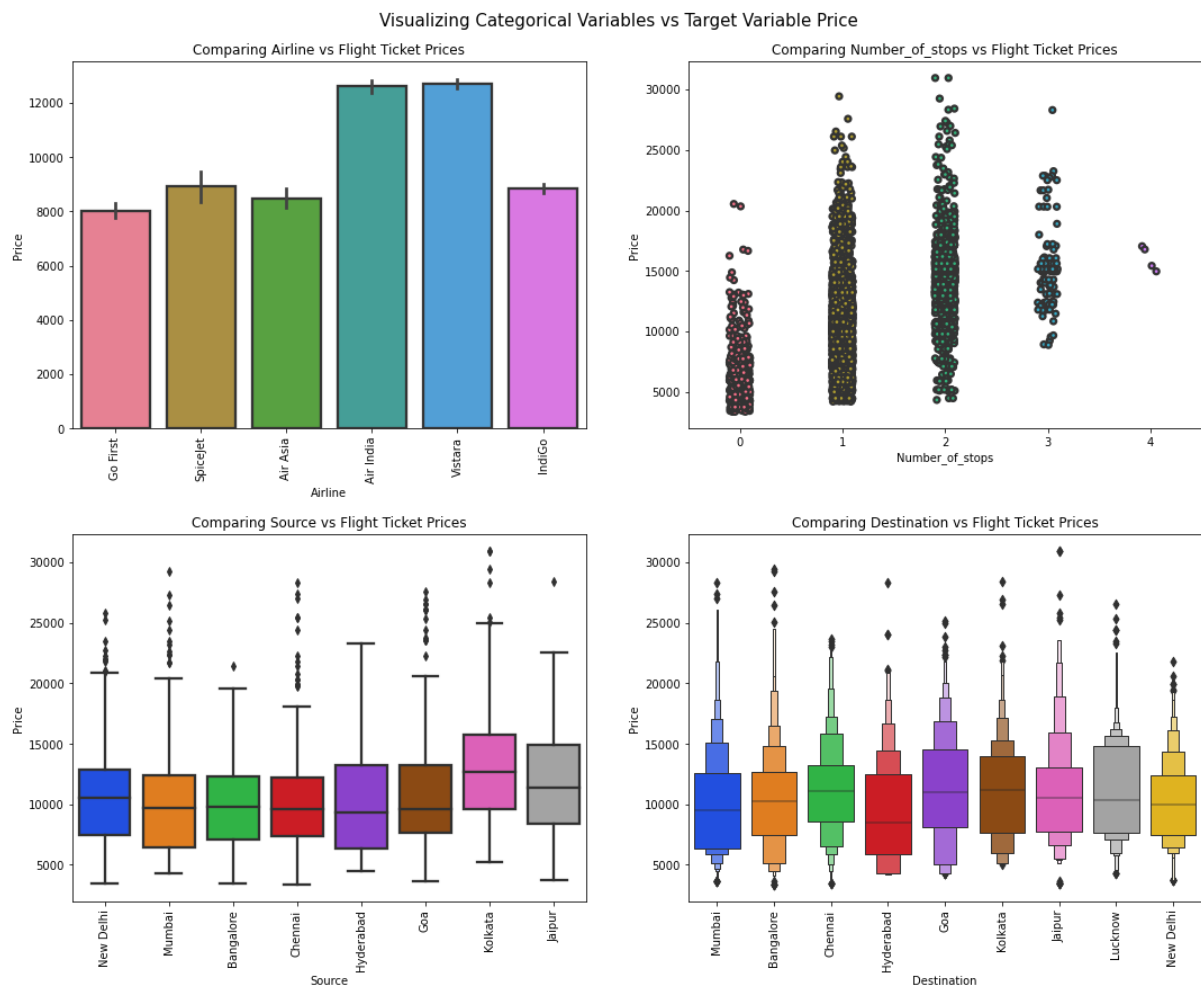 Visualizing Categorical Variables vs Target Variable Price
Comparing Airline vs Flight Ticket Prices
12000
10000
8000
6000
4000
2000
0
Price
Go First
SpiceJet
Air Asia
Air India
Vistara
IndiGo
Airline
Comparing Number_of_stops vs Flight Ticket Prices
30000
25000
20000
15000
10000
5000
Price
0 1 2 3 4
Number_of_stops
Comparing Source vs Flight Ticket Prices
30000
25000
20000
15000
10000
5000
Price
New Delhi
Mumbai
Bangalore
Chennai
Hyderabad
Goa
Kolkata
Jaipur
Source
Comparing Destination vs Flight Ticket Prices
30000
25000
20000
15000
10000
5000
Price
Mumbai
Bangalore
Chennai
Hyderabad
Goa
Kolkata
Jaipur
Lucknow
New Delhi
Destination